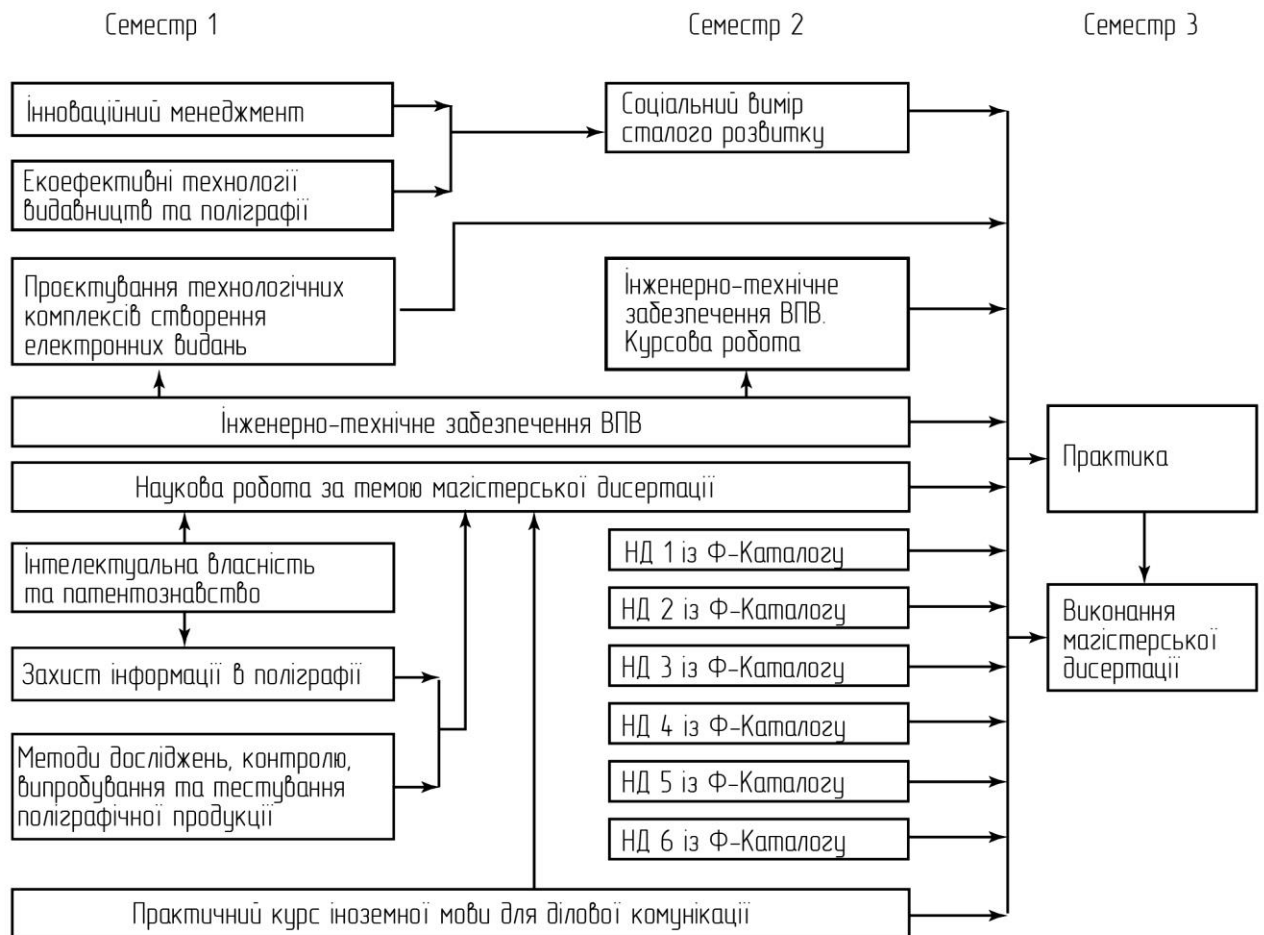 Семестр 1
Семестр 2
Семестр 3
Інноваційний менеджмент
Екоефективні технології
видавництв та поліграфії
Соціальний вимір
сталого розвитку
Проєктування технологічних
комплексів створення
електронних видань
Інженерно-технічне
забезпечення ВПВ.
Курсова робота
Інженерно-технічне забезпечення ВПВ
Наукова робота за темою магістерської дисертації
Інтелектуальна власність
та патентознавство
Захист інформації в поліграфії
Методи досліджень, контролю,
випробування та тестування
поліграфічної продукції
НД 1 із Ф-Каталогу
НД 2 із Ф-Каталогу
НД 3 із Ф-Каталогу
НД 4 із Ф-Каталогу
НД 5 із Ф-Каталогу
НД 6 із Ф-Каталогу
Практичний курс іноземної мови для ділової комунікації
Практика
Виконання
магістерської
дисертації